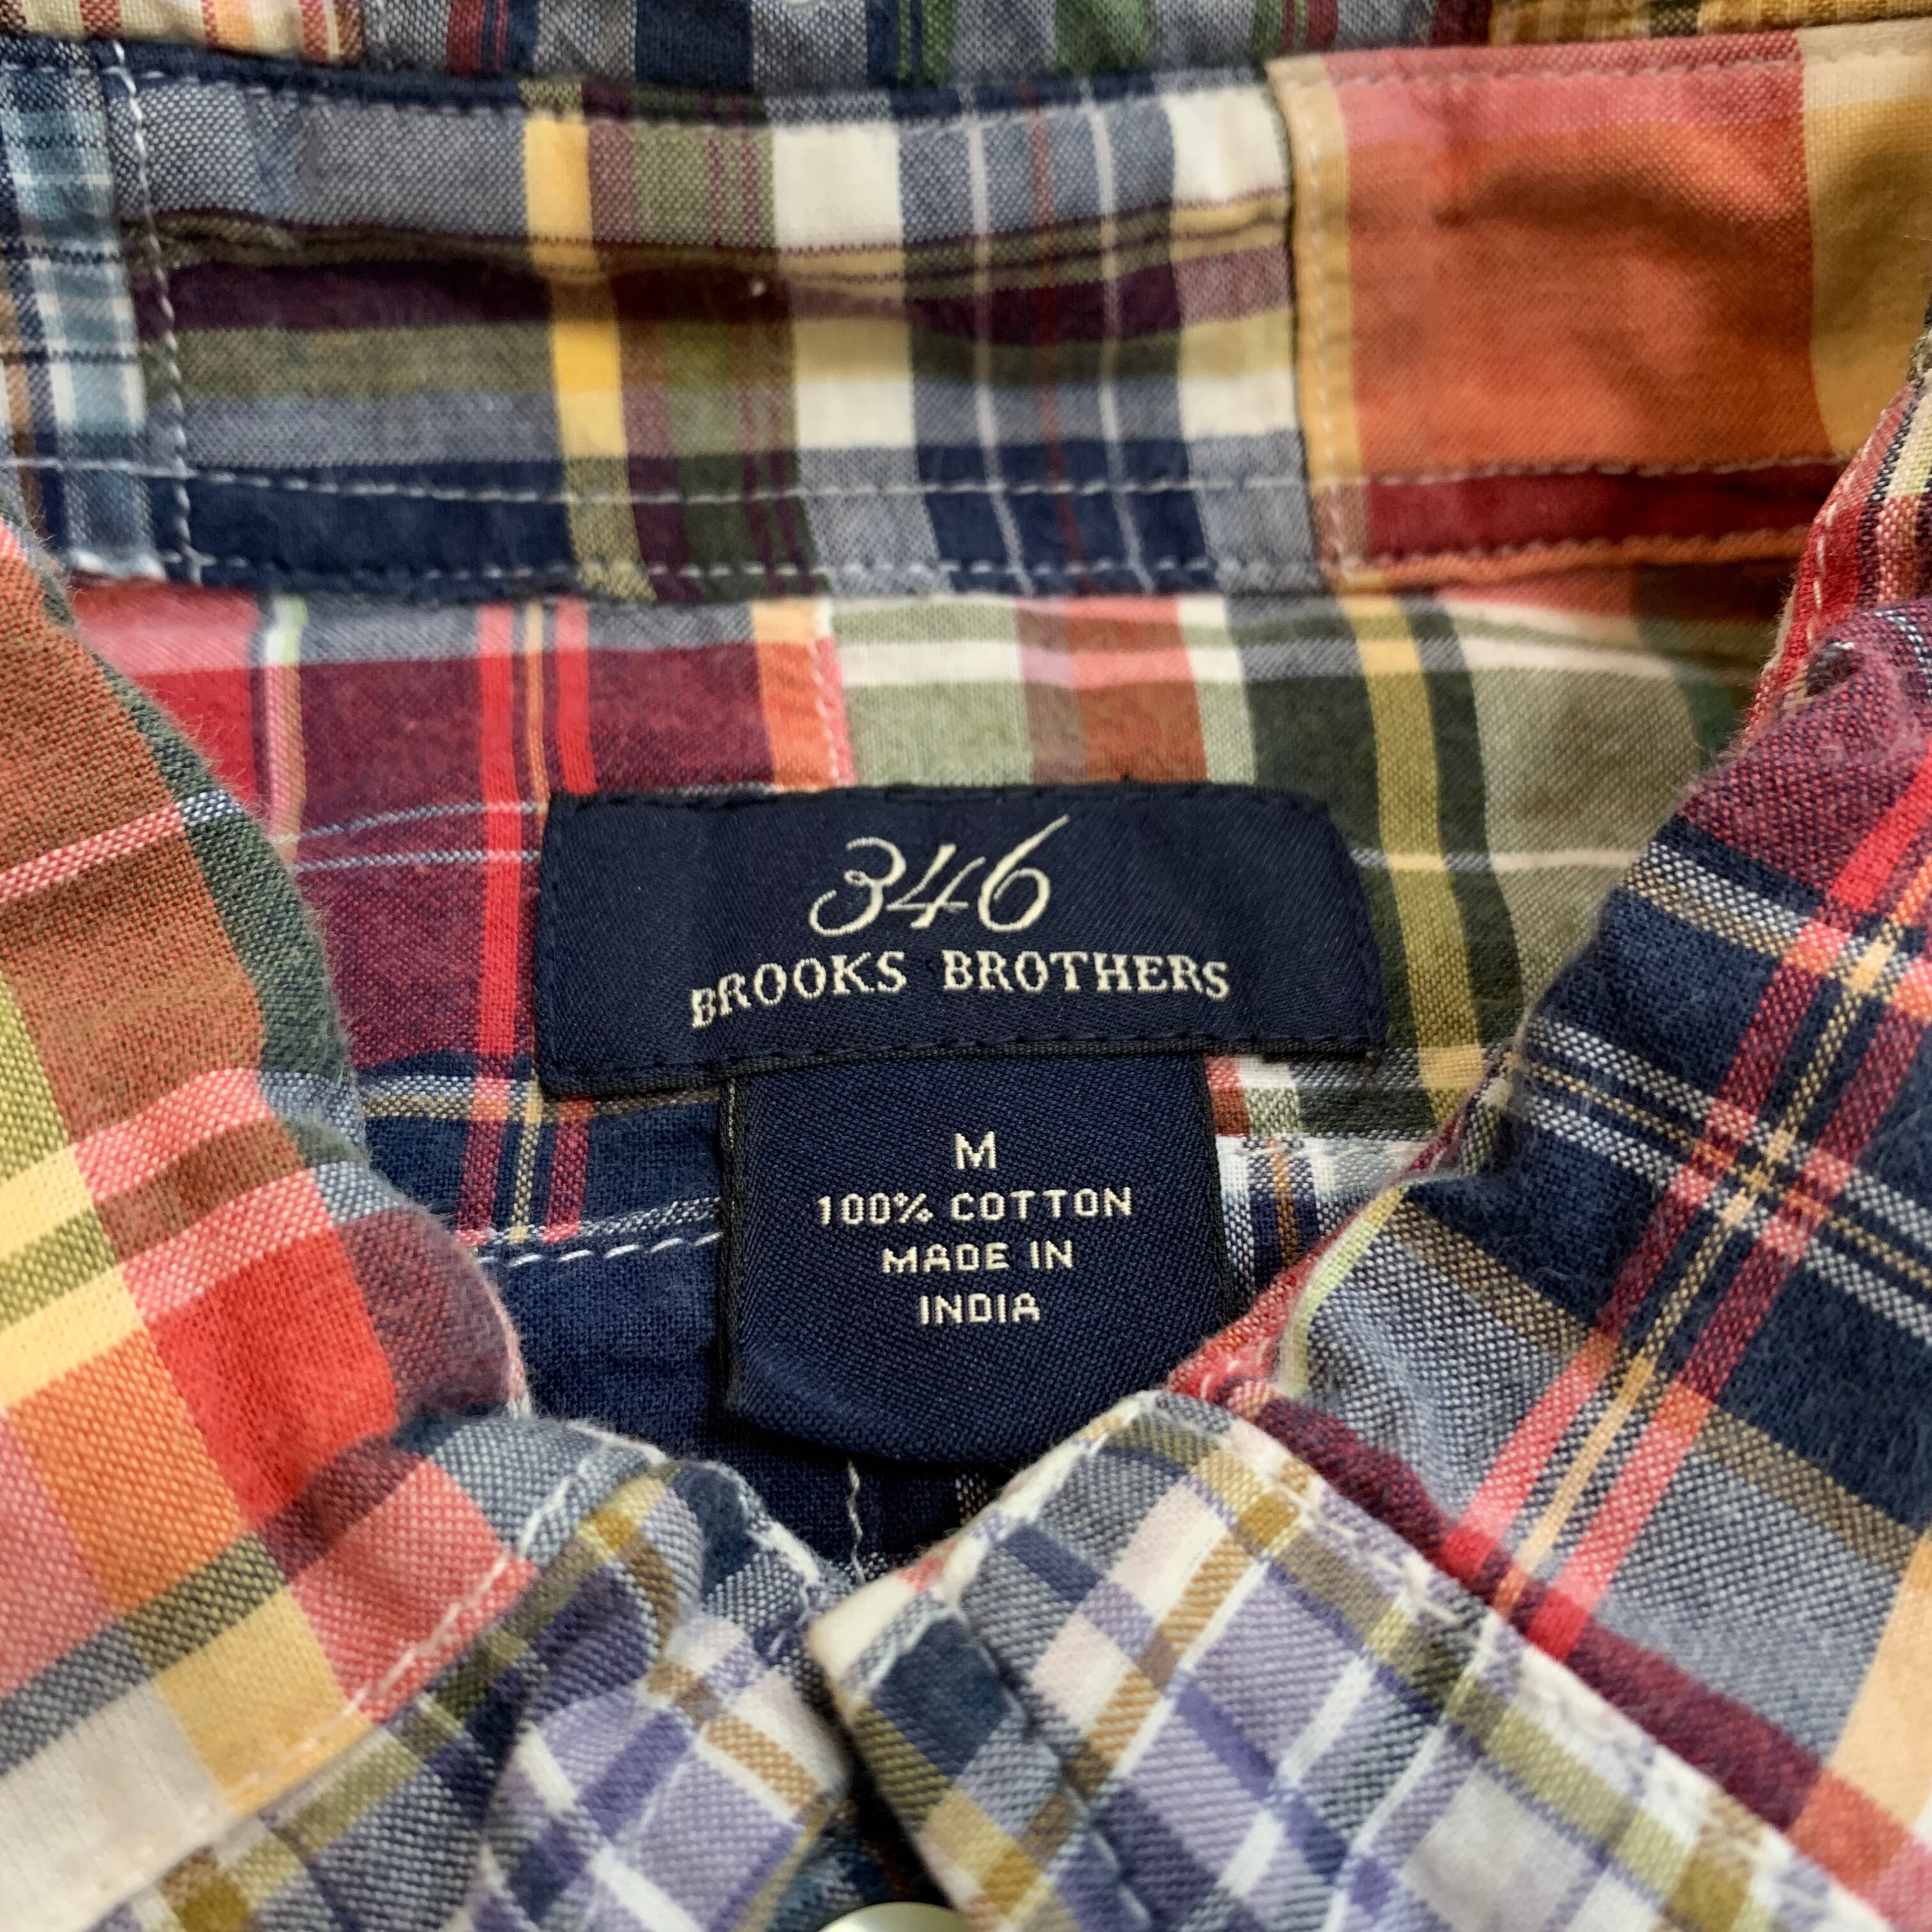 346
BROOKS BROTHERS
M
100% COTTON
MADE IN
INDIA